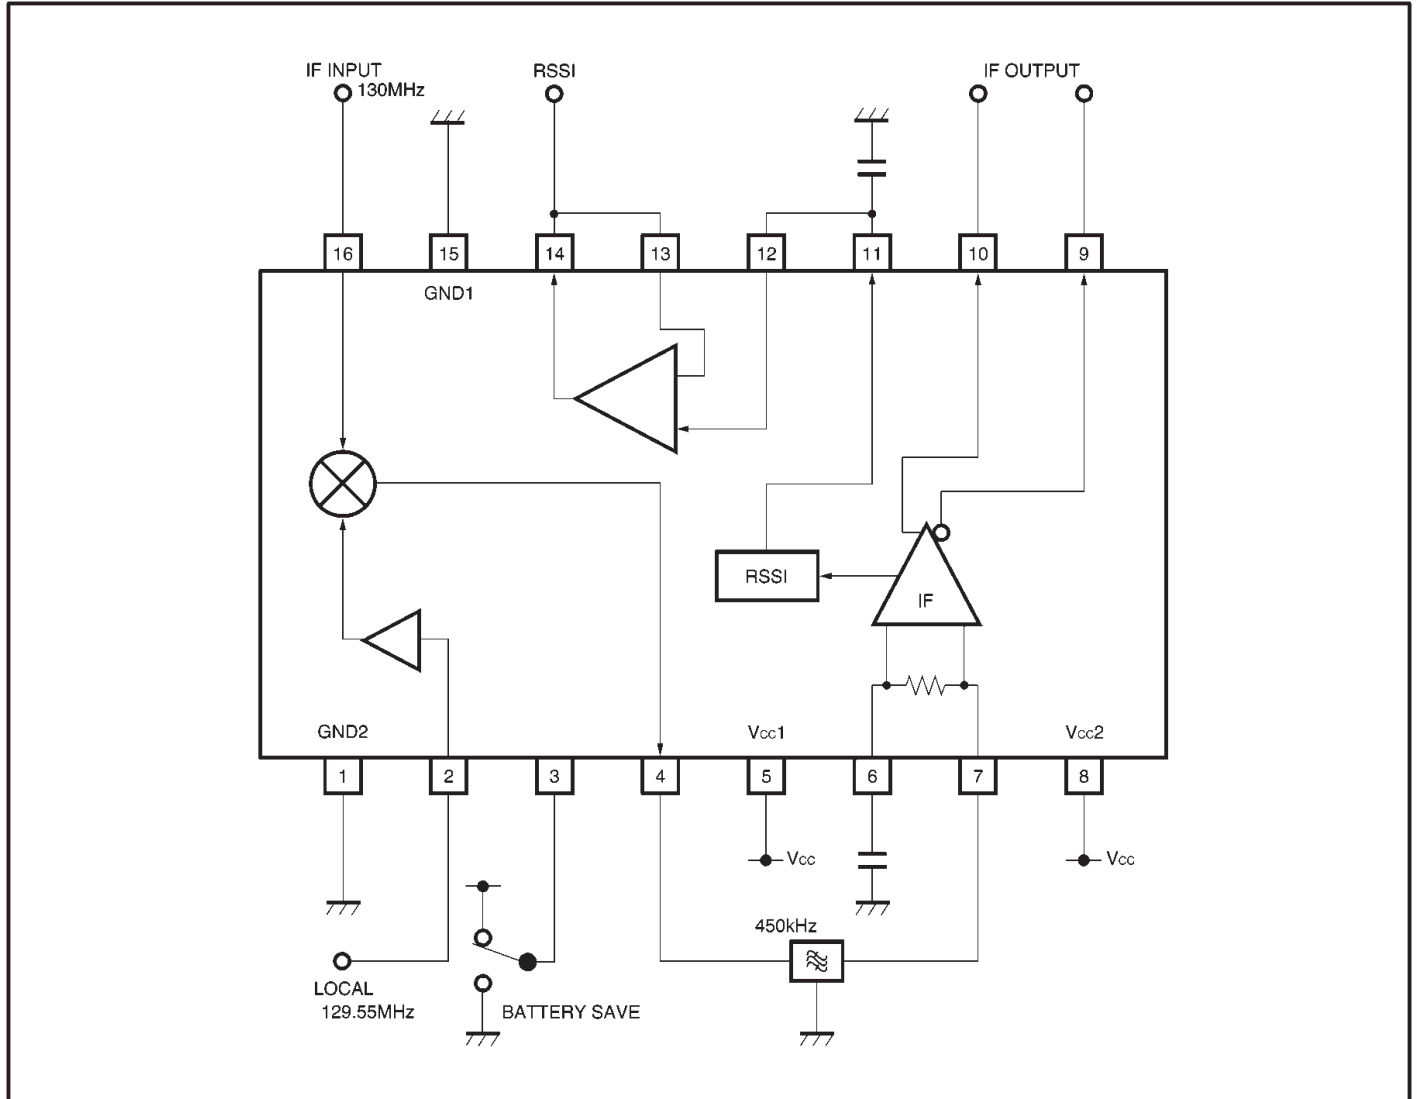 IF INPUT
130MHz
RSSI
IF OUTPUT
16
15
14
13
12
11
10
9
GND1
RSSI
IF
GND2
Vcc1
Vcc2
1
2
3
4
5
6
7
8
Vcc
Vcc
450kHz
LOCAL
129.55MHz
BATTERY SAVE